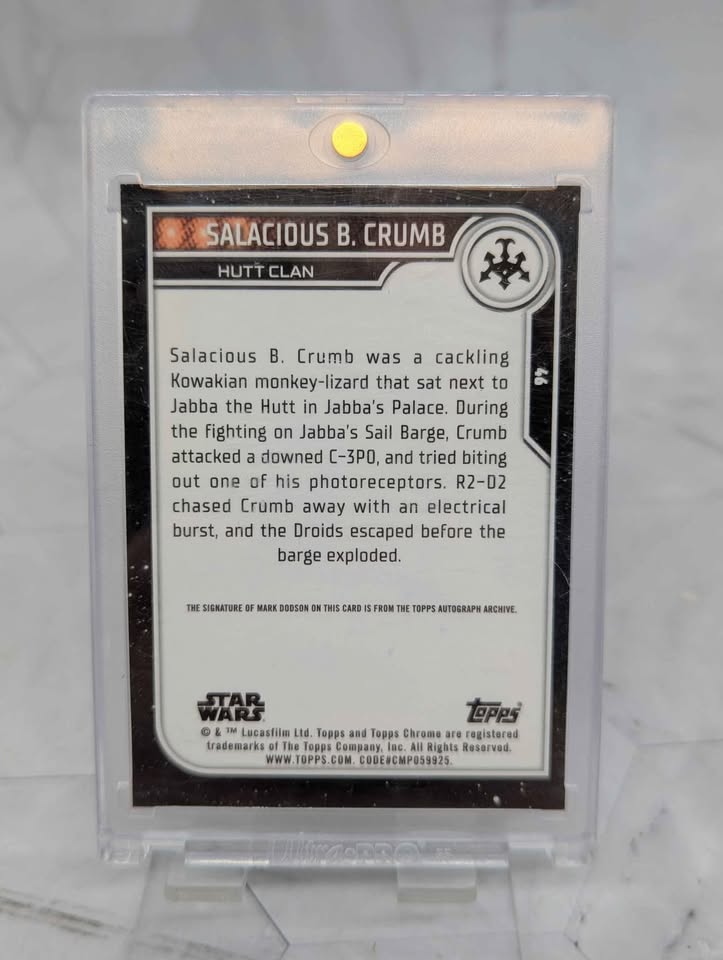 SALACIOUS B. CRUMB
HUTT CLAN
46
Salacious B. Crumb was a cackling
Kowakian monkey-lizard that sat next to
Jabba the Hutt in Jabba's Palace. During
the fighting on Jabba's Sail Barge, Crumb
attacked a downed C-3PO, and tried biting
out one of his photoreceptors. R2-D2
chased Crumb away with an electrical
burst, and the Droids escaped before the
barge exploded.
THE SIGNATURE OF MARK DODSON ON THIS CARD IS FROM THE TOPPS AUTOGRAPH ARCHIVE.
STAR
WARS
Topps
© & ™ Lucasfilm Ltd. Topps and Topps Chrome are registered
trademarks of The Topps Company, Inc. All Rights Reserved.
WWW.TOPPS.COM. CODE#CMP059925.
Ultra•PRO